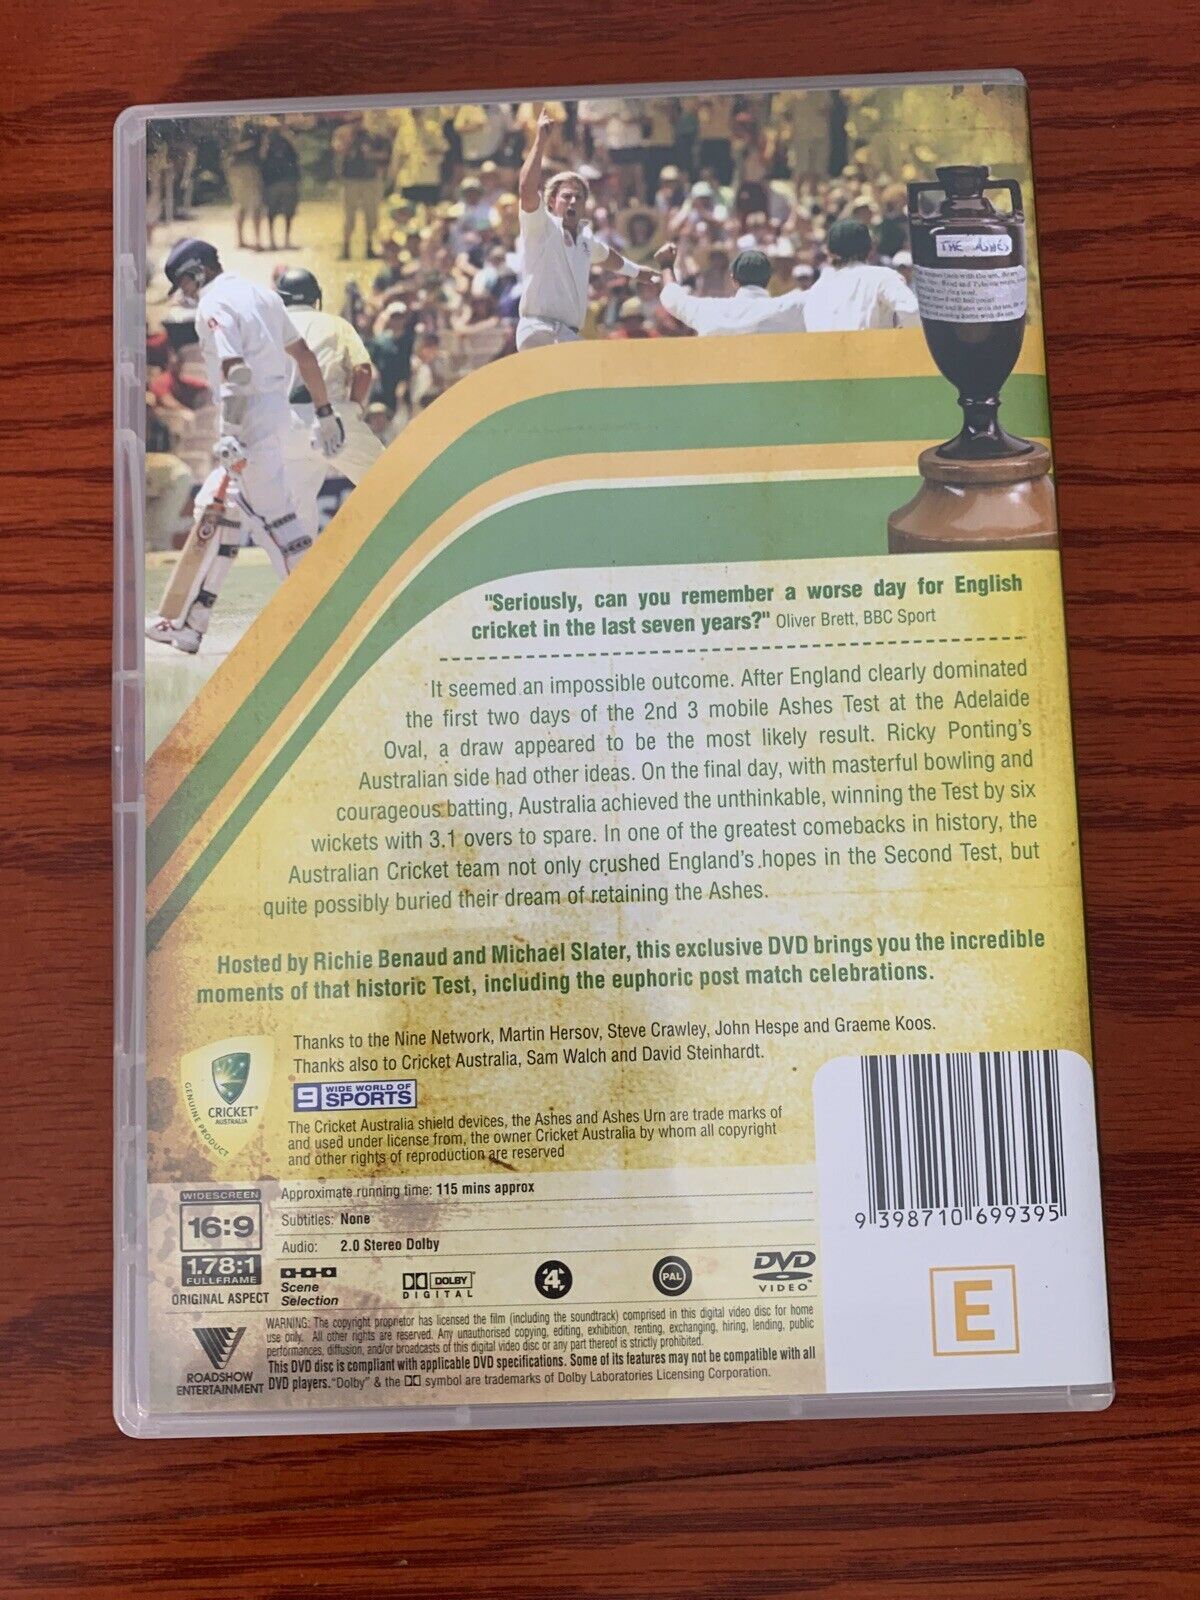 THE ASHES
"Seriously, can you remember a worse day for English
cricket in the last seven years?" Oliver Brett, BBC Sport
It seemed an impossible outcome. After England clearly dominated
the first two days of the 2nd 3 mobile Ashes Test at the Adelaide
Oval, a draw appeared to be the most likely result. Ricky Ponting's
Australian side had other ideas. On the final day, with masterful bowling and
courageous batting, Australia achieved the unthinkable, winning the Test by six
wickets with 3.1 overs to spare. In one of the greatest comebacks in history, the
Australian Cricket team not only crushed England's hopes in the Second Test, but
quite possibly buried their dream of retaining the Ashes.
Hosted by Richie Benaud and Michael Slater, this exclusive DVD brings you the incredible
moments of that historic Test, including the euphoric post match celebrations.
Thanks to the Nine Network, Martin Hersov, Steve Crawley, John Hespe and Graeme Koos.
Thanks also to Cricket Australia, Sam Walch and David Steinhardt.
CRICKET
AUSTRALIA
GENUINE PRODUCT
9 WIDE WORLD OF
SPORTS
The Cricket Australia shield devices, the Ashes and Ashes Urn are trade marks of
and used under license from, the owner Cricket Australia by whom all copyright
and other rights of reproduction are reserved
WIDESCREEN
16:9
1.78:1
FULLFRAME
ORIGINAL ASPECT
Approximate running time: 115 mins approx
Subtitles: None
Audio: 2.0 Stereo Dolby
Scene
Selection
DOLBY
DIGITAL
4
PAL
DVD
VIDEO
ROADSHOW
ENTERTAINMENT
WARNING: The copyright proprietor has licensed the film (including the soundtrack) comprised in this digital video disc for home
use only. All other rights are reserved. Any unauthorised copying, editing, exhibition, renting, exchanging, hiring, lending, public
performances, diffusion, and/or broadcasts of this digital video disc or any part thereof is strictly prohibited.
This DVD disc is compliant with applicable DVD specifications. Some of its features may not be compatible with all
DVD players. "Dolby" & the DD symbol are trademarks of Dolby Laboratories Licensing Corporation.
9 398710 699395
E